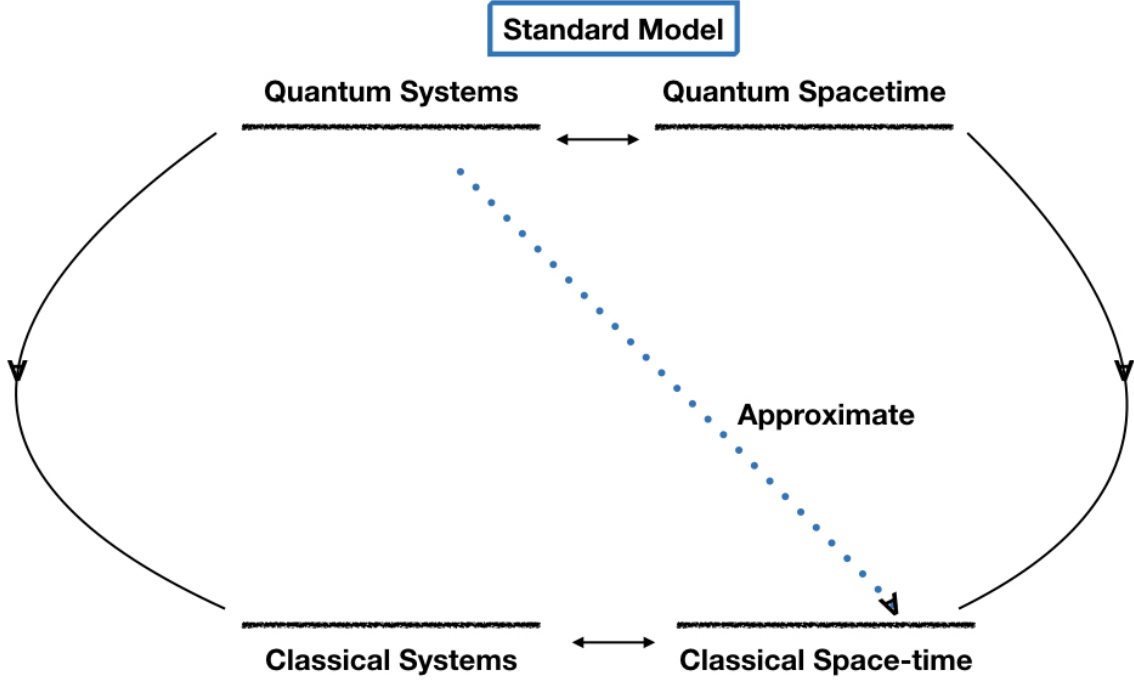 Standard Model
Quantum Systems
Quantum Spacetime
Approximate
Classical Systems
Classical Space-time